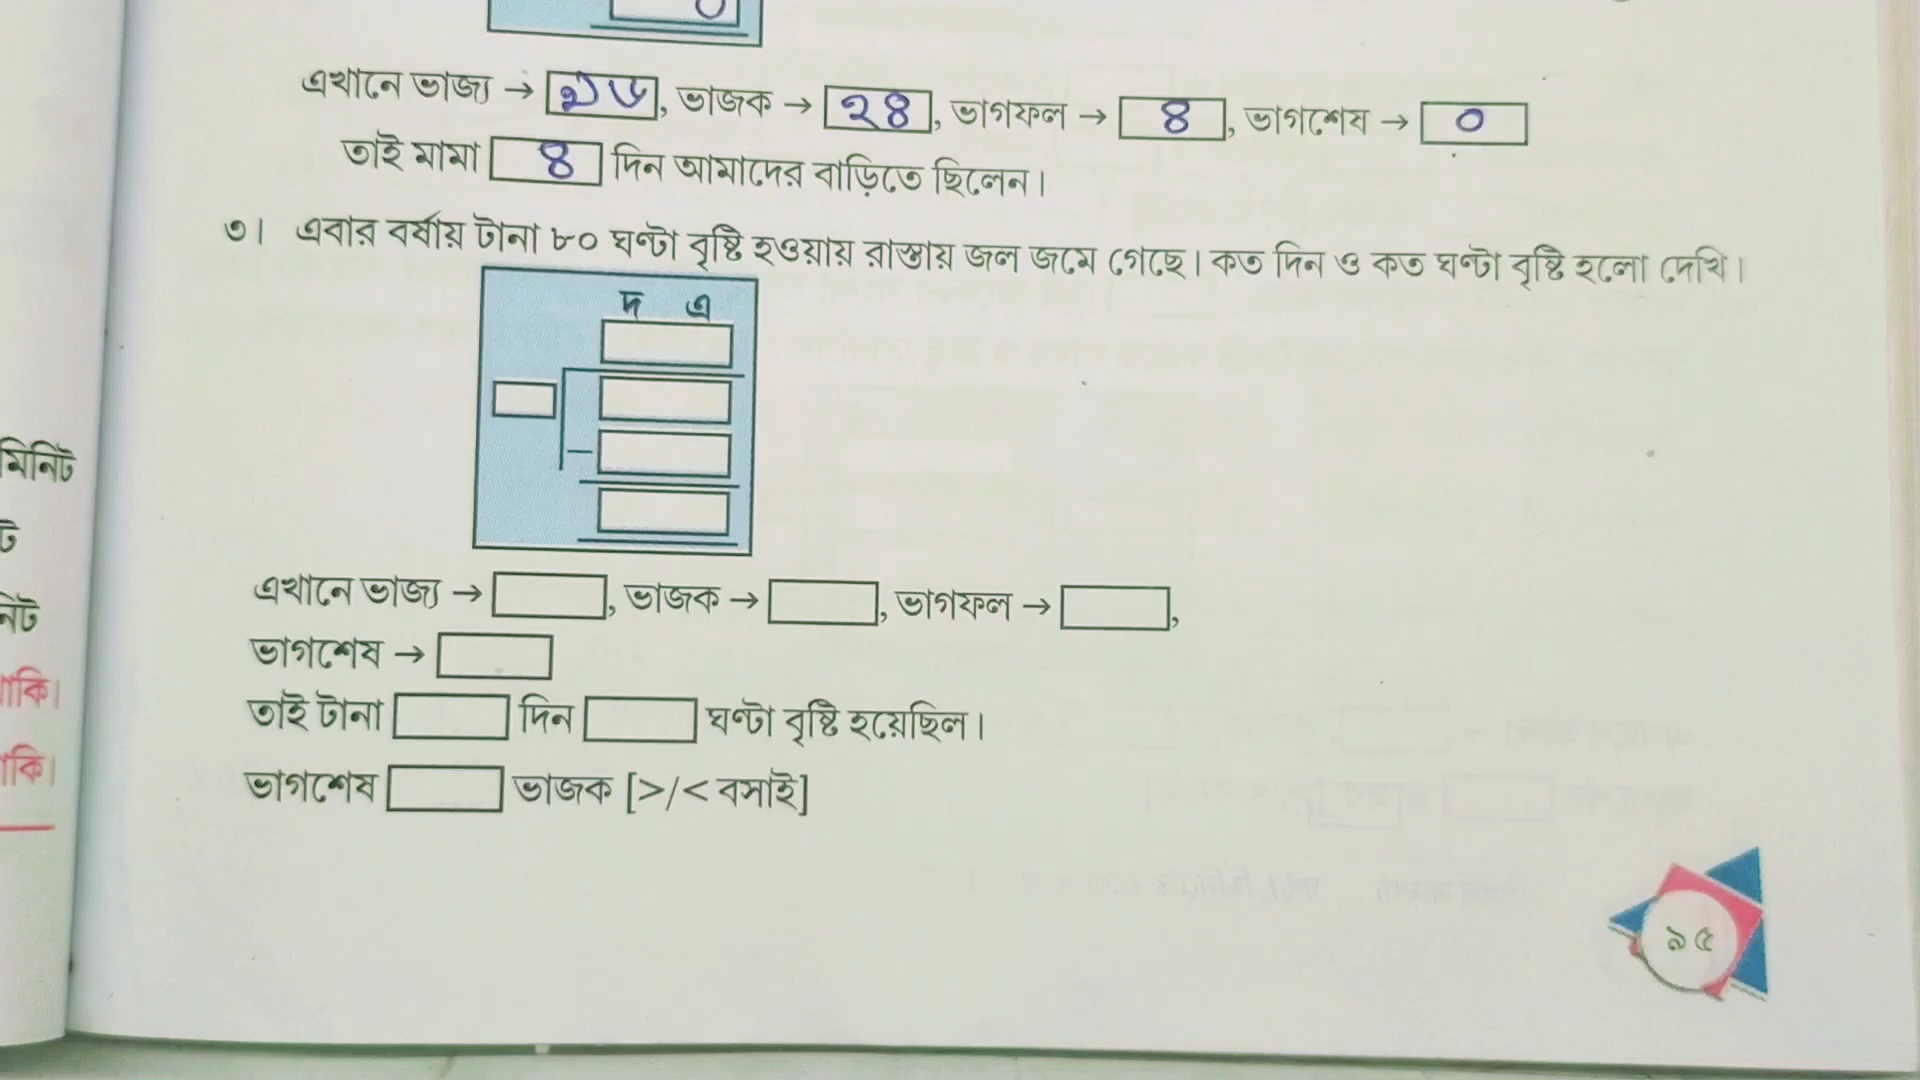 এখানে ভাজ্য → ৯৬, ভাজক → ২৪, ভাগফল → ৪, ভাগশেষ → ০
তাই মামা ৪ দিন আমাদের বাড়িতে ছিলেন।
৩। এবার বর্ষায় টানা ৮০ ঘণ্টা বৃষ্টি হওয়ায় রাস্তায় জল জমে গেছে। কত দিন ও কত ঘণ্টা বৃষ্টি হলো দেখি।
দ এ
–
এখানে ভাজ্য → , ভাজক → , ভাগফল → ,
ভাগশেষ →
তাই টানা দিন ঘণ্টা বৃষ্টি হয়েছিল।
ভাগশেষ ভাজক [>/< বসাই]
মিনিট
৯৫